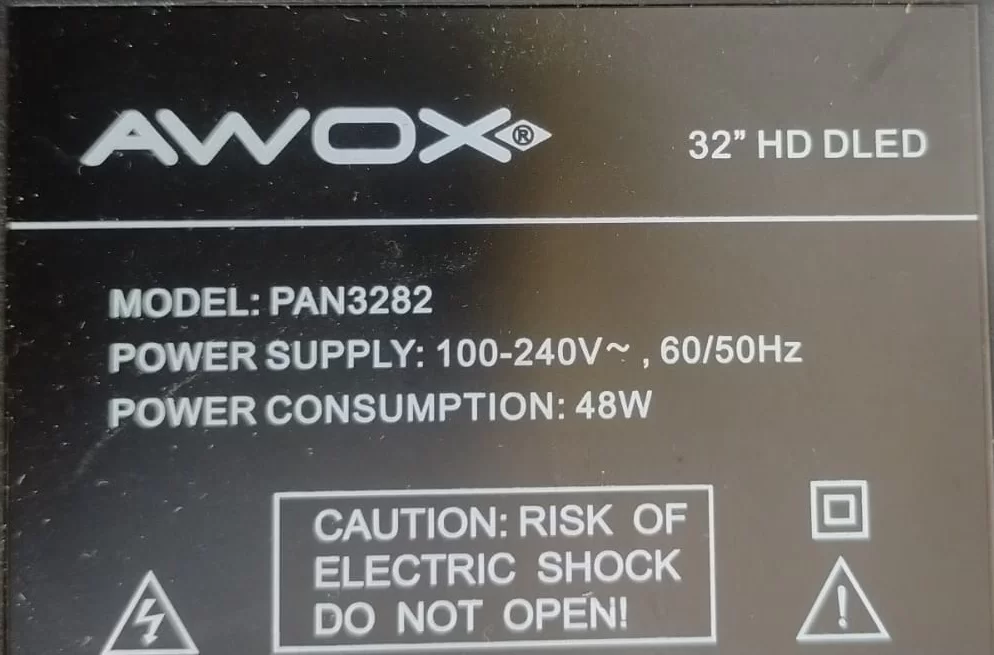 AWOX®
32” HD DLED
MODEL: PAN3282
POWER SUPPLY: 100-240V~ , 60/50Hz
POWER CONSUMPTION: 48W
CAUTION: RISK OF
ELECTRIC SHOCK
DO NOT OPEN!